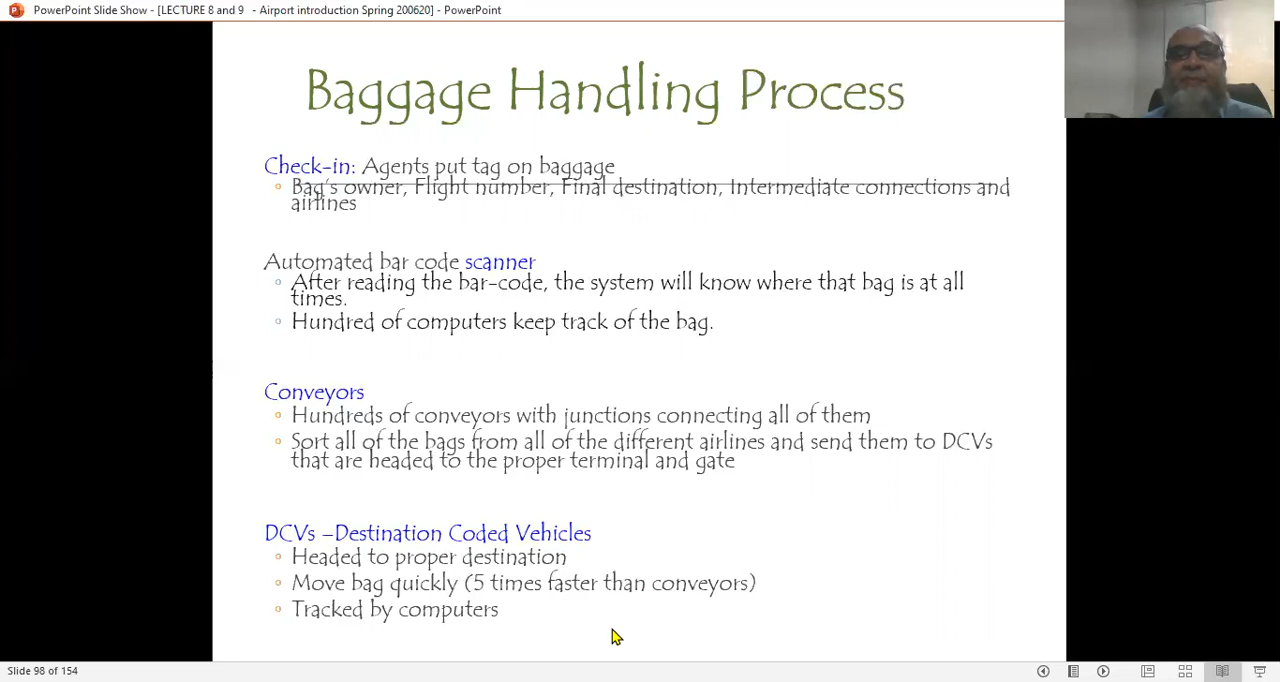 PowerPoint Slide Show - [LECTURE 8 and 9 - Airport introduction Spring 200620] - PowerPoint
Baggage Handling Process
Check-in: Agents put tag on baggage
Bag's owner, Flight number, Final destination, Intermediate connections and
airlines
Automated bar code scanner
After reading the bar-code, the system will know where that bag is at all
times.
Hundred of computers keep track of the bag.
Conveyors
Hundreds of conveyors with junctions connecting all of them
Sort all of the bags from all of the different airlines and send them to DCVs
that are headed to the proper terminal and gate
DCVs –Destination Coded Vehicles
Headed to proper destination
Move bag quickly (5 times faster than conveyors)
Tracked by computers
Slide 98 of 154